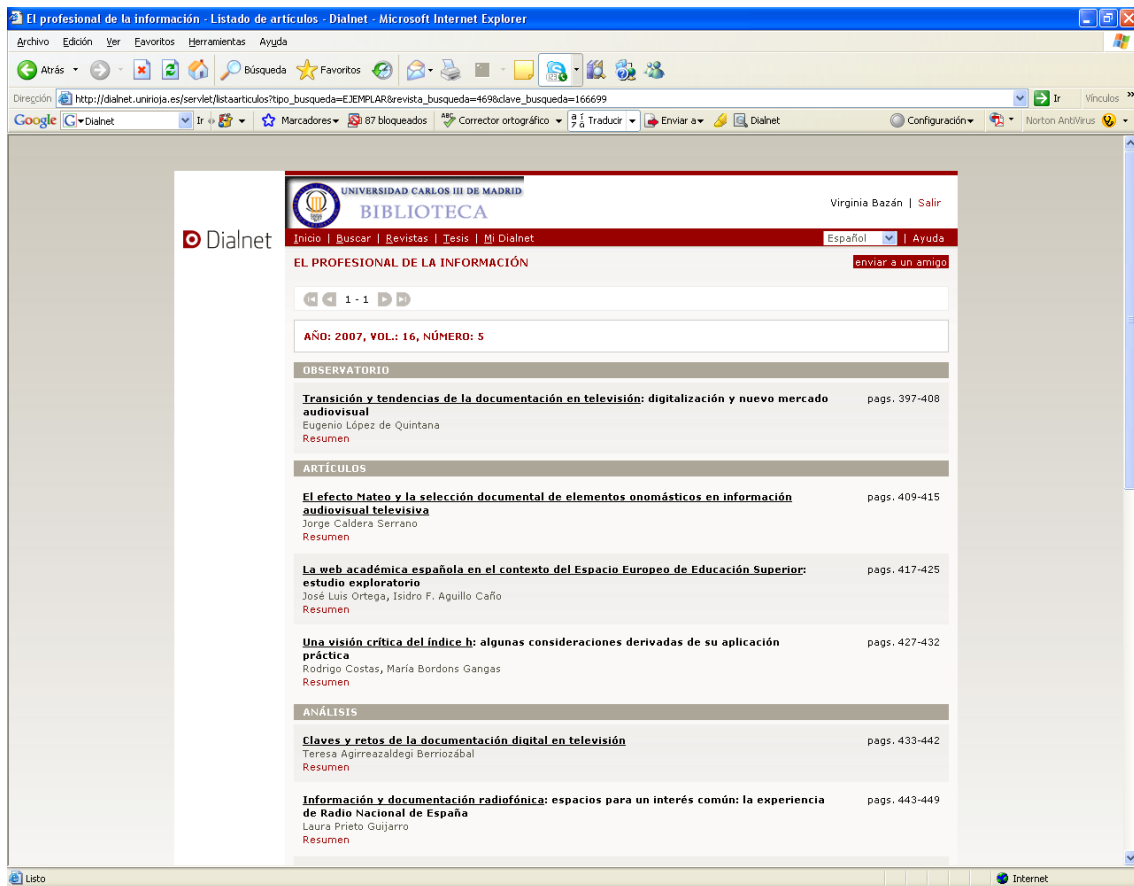 El profesional de la información - Listado de artículos - Dialnet - Microsoft Internet Explorer
Archivo Edición Ver Favoritos Herramientas Ayuda
Atrás Búsqueda Favoritos
Dirección http://dialnet.unirioja.es/servlet/listaarticulos?tipo_busqueda=EJEMPLAR&revista_busqueda=469&clave_busqueda=166699 Ir Vínculos »
Google G Dialnet Ir Marcadores 87 bloqueados ABC Corrector ortográfico Traducir Enviar a Dialnet Configuración Norton AntiVirus
UNIVERSIDAD CARLOS III DE MADRID
BIBLIOTECA
Virginia Bazán | Salir
Dialnet
Inicio | Buscar | Revistas | Tesis | Mi Dialnet Español | Ayuda
EL PROFESIONAL DE LA INFORMACIÓN enviar a un amigo
1 - 1
AÑO: 2007, VOL.: 16, NÚMERO: 5
OBSERVATORIO
Transición y tendencias de la documentación en televisión: digitalización y nuevo mercado pags. 397-408
audiovisual
Eugenio López de Quintana
Resumen
ARTÍCULOS
El efecto Mateo y la selección documental de elementos onomásticos en información pags. 409-415
audiovisual televisiva
Jorge Caldera Serrano
Resumen
La web académica española en el contexto del Espacio Europeo de Educación Superior: pags. 417-425
estudio exploratorio
José Luis Ortega, Isidro F. Aguillo Caño
Resumen
Una visión crítica del índice h: algunas consideraciones derivadas de su aplicación pags. 427-432
práctica
Rodrigo Costas, María Bordons Gangas
Resumen
ANÁLISIS
Claves y retos de la documentación digital en televisión pags. 433-442
Teresa Agirreazaldegi Berriozábal
Resumen
Información y documentación radiofónica: espacios para un interés común: la experiencia pags. 443-449
de Radio Nacional de España
Laura Prieto Guijarro
Resumen
Listo Internet